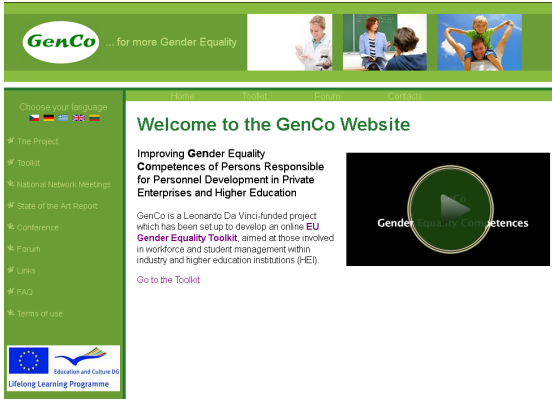 GenCo
... for more Gender Equality
Home Toolkit Forum Contacts
Choose your language
The Project
Toolkit
National Network Meetings
State of the Art Report
Conference
Forum
Links
FAQ
Terms of use
Education and Culture DG
Lifelong Learning Programme
Welcome to the GenCo Website
Improving Gender Equality
Competences of Persons Responsible
for Personnel Development in Private
Enterprises and Higher Education
GenCo is a Leonardo Da Vinci-funded project
which has been set up to develop an online EU
Gender Equality Toolkit, aimed at those involved
in workforce and student management within
industry and higher education institutions (HEI).
Go to the Toolkit
Co
Gender Equality Competences